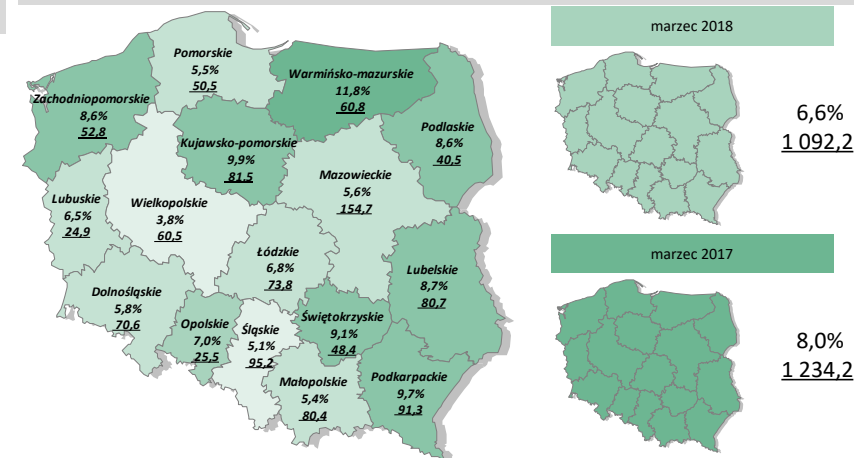 Pomorskie
5,5%
50,5
Warmińsko-mazurskie
11,8%
60,8
Zachodniopomorskie
8,6%
52,8
Podlaskie
8,6%
40,5
Kujawsko-pomorskie
9,9%
81,5
Mazowieckie
5,6%
154,7
Lubuskie
6,5%
24,9
Wielkopolskie
3,8%
60,5
Łódzkie
6,8%
73,8
Lubelskie
8,7%
80,7
Dolnośląskie
5,8%
70,6
Opolskie
7,0%
25,5
Śląskie
5,1%
95,2
Świętokrzyskie
9,1%
48,4
Małopolskie
5,4%
80,4
Podkarpackie
9,7%
91,3
marzec 2018
6,6%
1 092,2
marzec 2017
8,0%
1 234,2